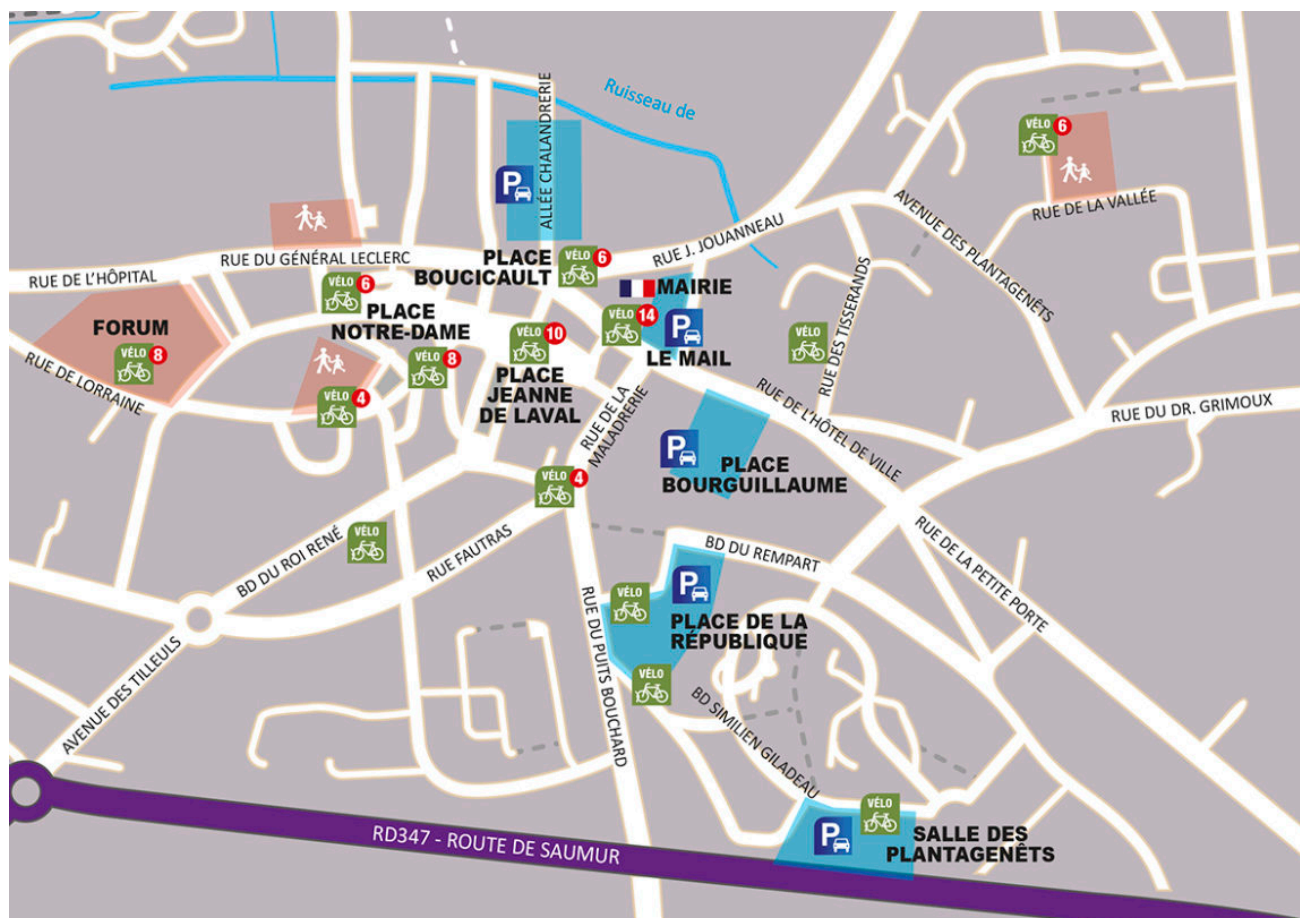 ALLÉE CHALANDRERIE
Ruisseau de
VÉLO 6
P
AVENUE DES PLANTAGENÊTS
RUE DE LA VALLÉE
RUE J. JOUANNEAU
RUE DU GÉNÉRAL LECLERC
RUE DE L'HÔPITAL
PLACE
BOUCICAULT
VÉLO 6
MAIRIE
VÉLO 6
PLACE
NOTRE-DAME
FORUM
VÉLO 8
VÉLO 10
VÉLO 14
P
LE MAIL
VÉLO
RUE DES TISSERANDS
RUE DE LORRAINE
VÉLO 8
VÉLO 4
PLACE
JEANNE
DE LAVAL
RUE DE LA
MALADRERIE
RUE DE L'HÔTEL DE VILLE
RUE DU DR. GRIMOUX
P
PLACE
BOURGUILLAUME
VÉLO 4
VÉLO
BD DU ROI RENÉ
RUE FAUTRAS
BD DU REMPART
RUE DE LA PETITE PORTE
P
VÉLO
PLACE DE LA
RÉPUBLIQUE
VÉLO
RUE DU PUITS BOUCHARD
AVENUE DES TILLEULS
BD SIMILIEN GILADEAU
VÉLO
P
SALLE DES
PLANTAGENÊTS
RD347 - ROUTE DE SAUMUR